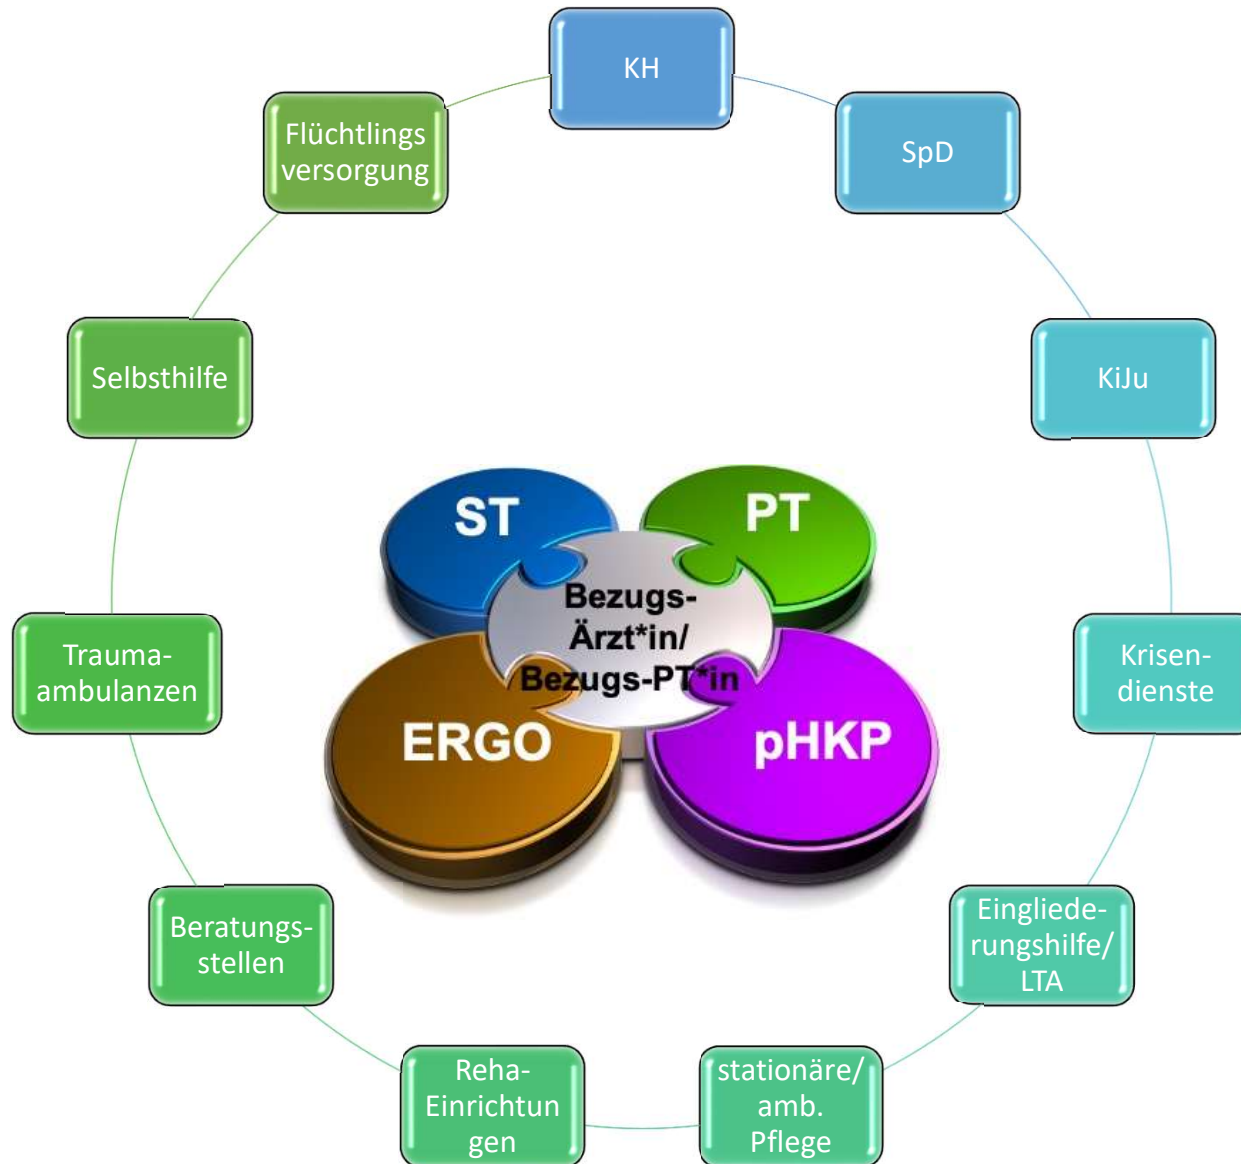 KH
SpD
KiJu
Krisen-
dienste
Eingliede-
rungshilfe/
LTA
stationäre/
amb.
Pflege
Reha-
Einrichtun
gen
Beratungs-
stellen
Trauma-
ambulanzen
Selbsthilfe
Flüchtlings
versorgung
ST
PT
Bezugs-
Ärzt*in/
Bezugs-PT*in
ERGO
pHKP